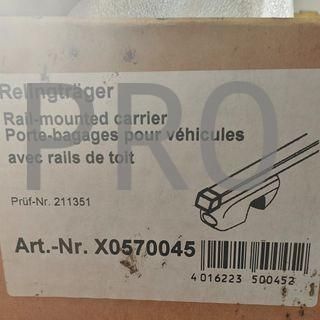 Relingträger
Rail-mounted carrier
Porte-bagages pour véhicules
avec rails de toit
Prüf-Nr. 211351
Art.-Nr. X0570045
4 016223 500452
PRO